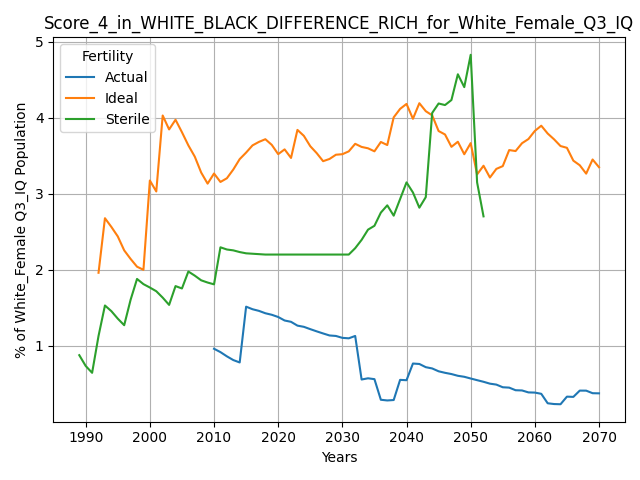 Score_4_in_WHITE_BLACK_DIFFERENCE_RICH_for_White_Female_Q3_IQ
Fertility
Actual
Ideal
Sterile
% of White_Female Q3_IQ Population
5
4
3
2
1
1990 2000 2010 2020 2030 2040 2050 2060 2070
Years